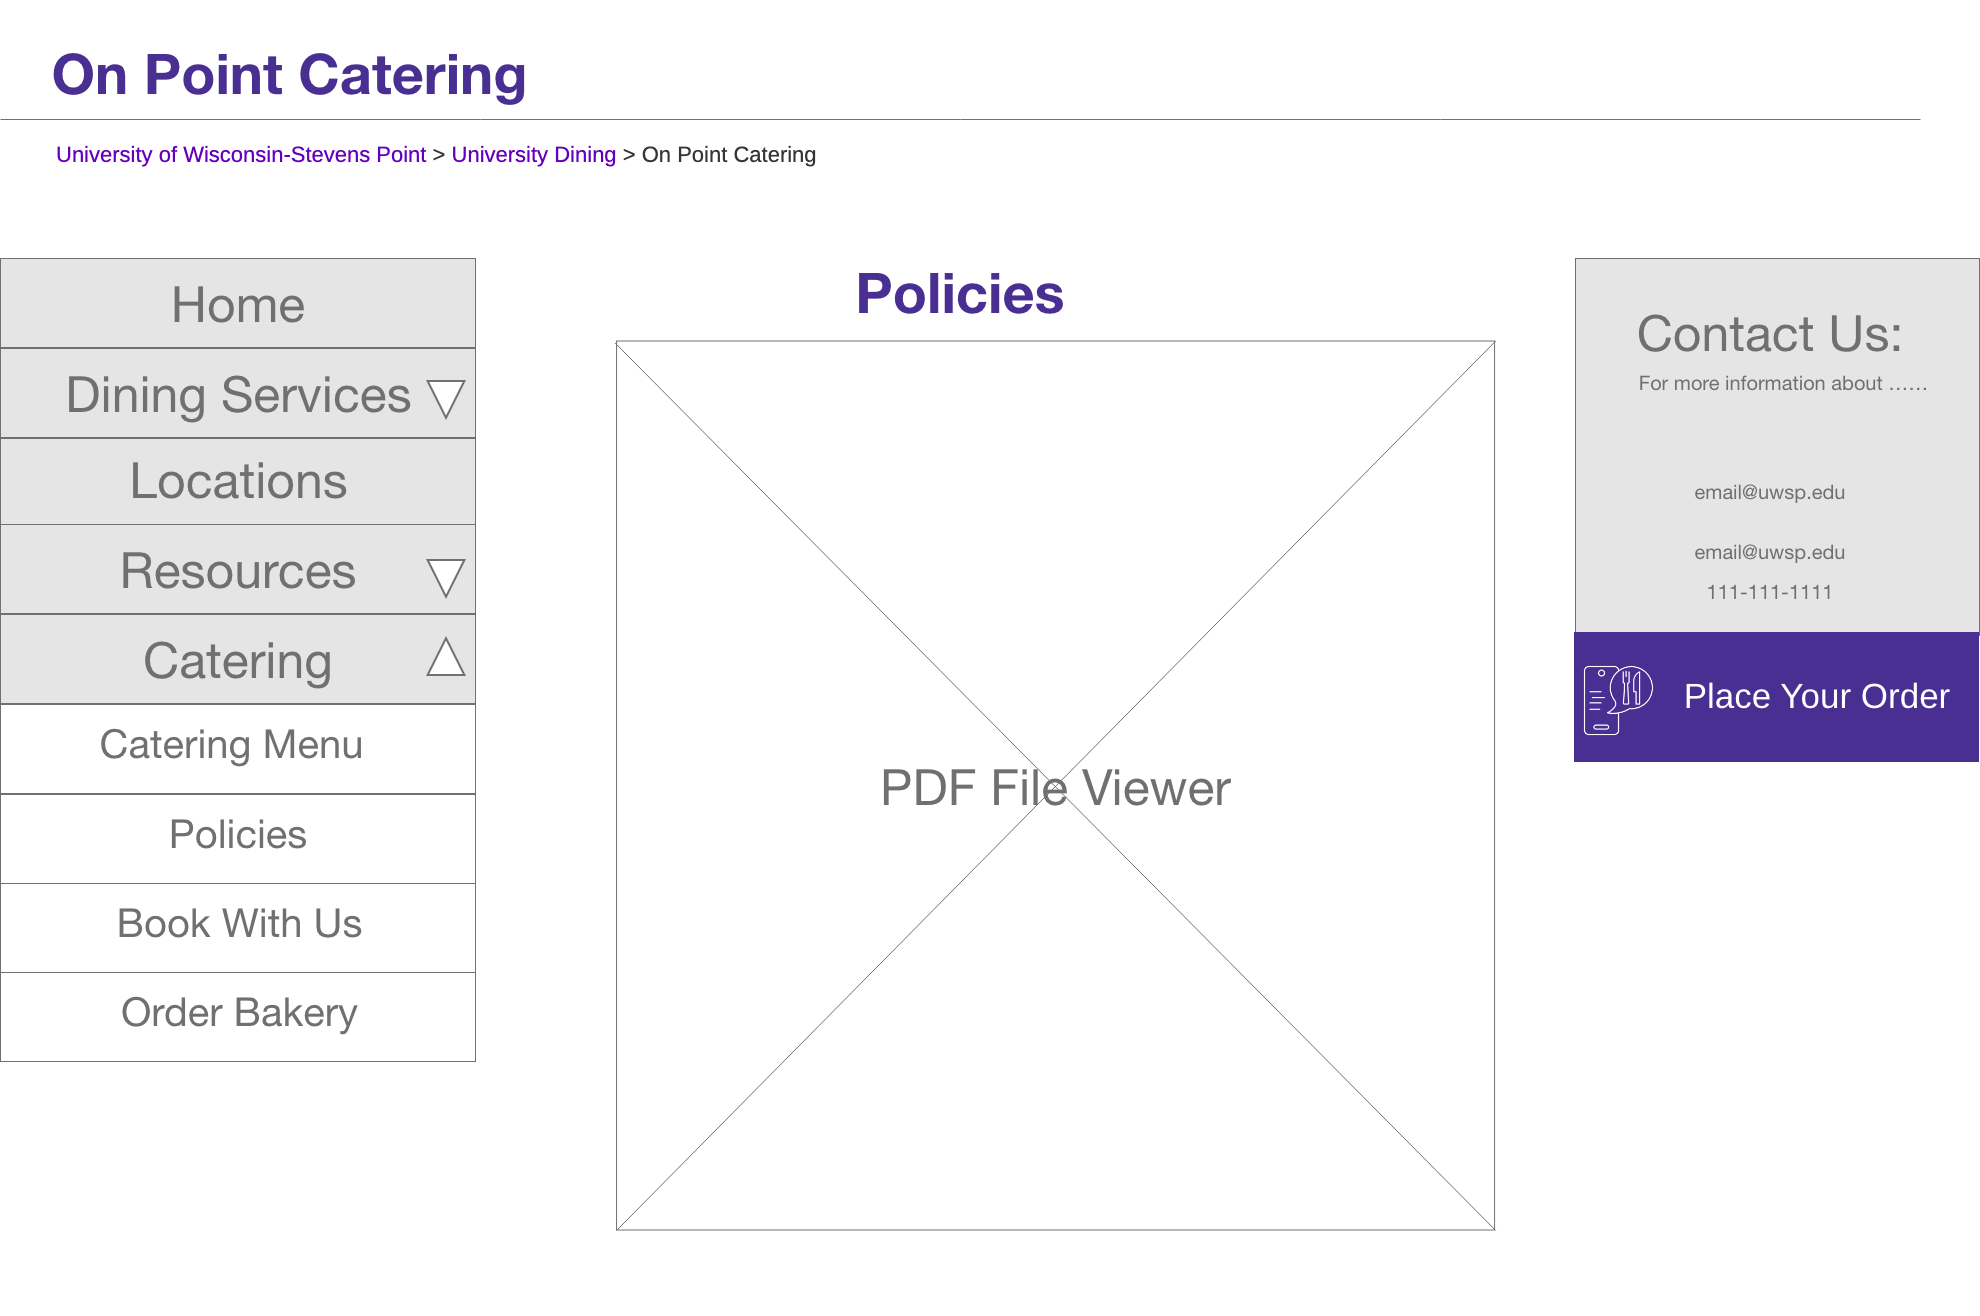 On Point Catering
University of Wisconsin-Stevens Point > University Dining > On Point Catering
Home
Dining Services
Locations
Resources
Catering
Catering Menu
Policies
Book With Us
Order Bakery
Policies
PDF File Viewer
Contact Us:
For more information about ......
email@uwsp.edu
email@uwsp.edu
111-111-1111
Place Your Order